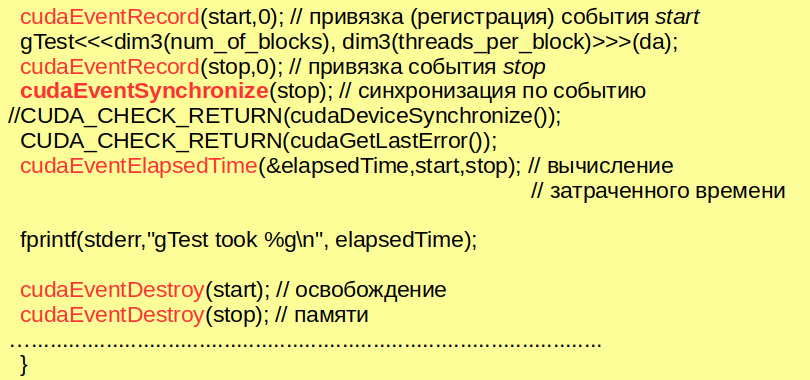 cudaEventRecord(start,0); // привязка (регистрация) события start
gTest<<<dim3(num_of_blocks), dim3(threads_per_block)>>>(da);
cudaEventRecord(stop,0); // привязка события stop
cudaEventSynchronize(stop); // синхронизация по событию
//CUDA_CHECK_RETURN(cudaDeviceSynchronize());
CUDA_CHECK_RETURN(cudaGetLastError());
cudaEventElapsedTime(&elapsedTime,start,stop); // вычисление
// затраченного времени
fprintf(stderr,"gTest took %g\n", elapsedTime);
cudaEventDestroy(start); // освобождение
cudaEventDestroy(stop); // памяти
…............................................................................................
}